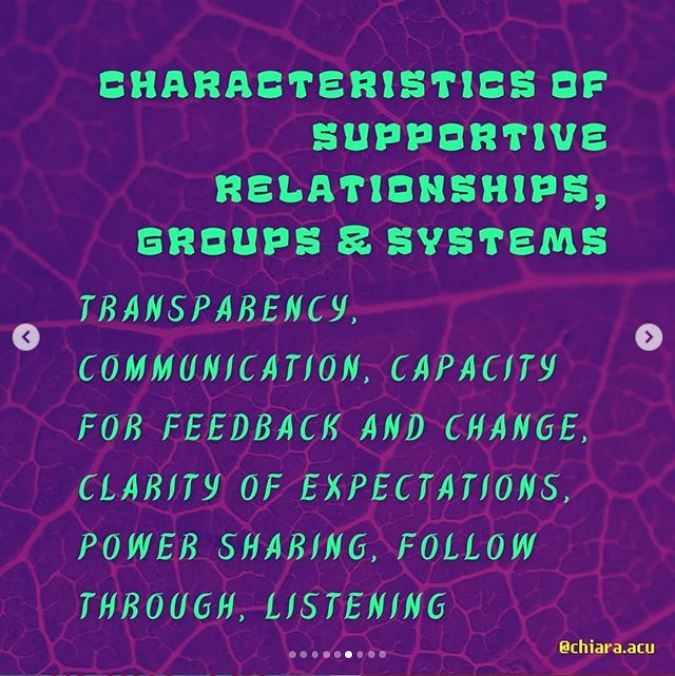 CHARACTERISTICS OF
SUPPORTIVE
RELATIONSHIPS,
GROUPS & SYSTEMS
TRANSPARENCY,
COMMUNICATION, CAPACITY
FOR FEEDBACK AND CHANGE,
CLARITY OF EXPECTATIONS,
POWER SHARING, FOLLOW
THROUGH, LISTENING
@chiara.acu